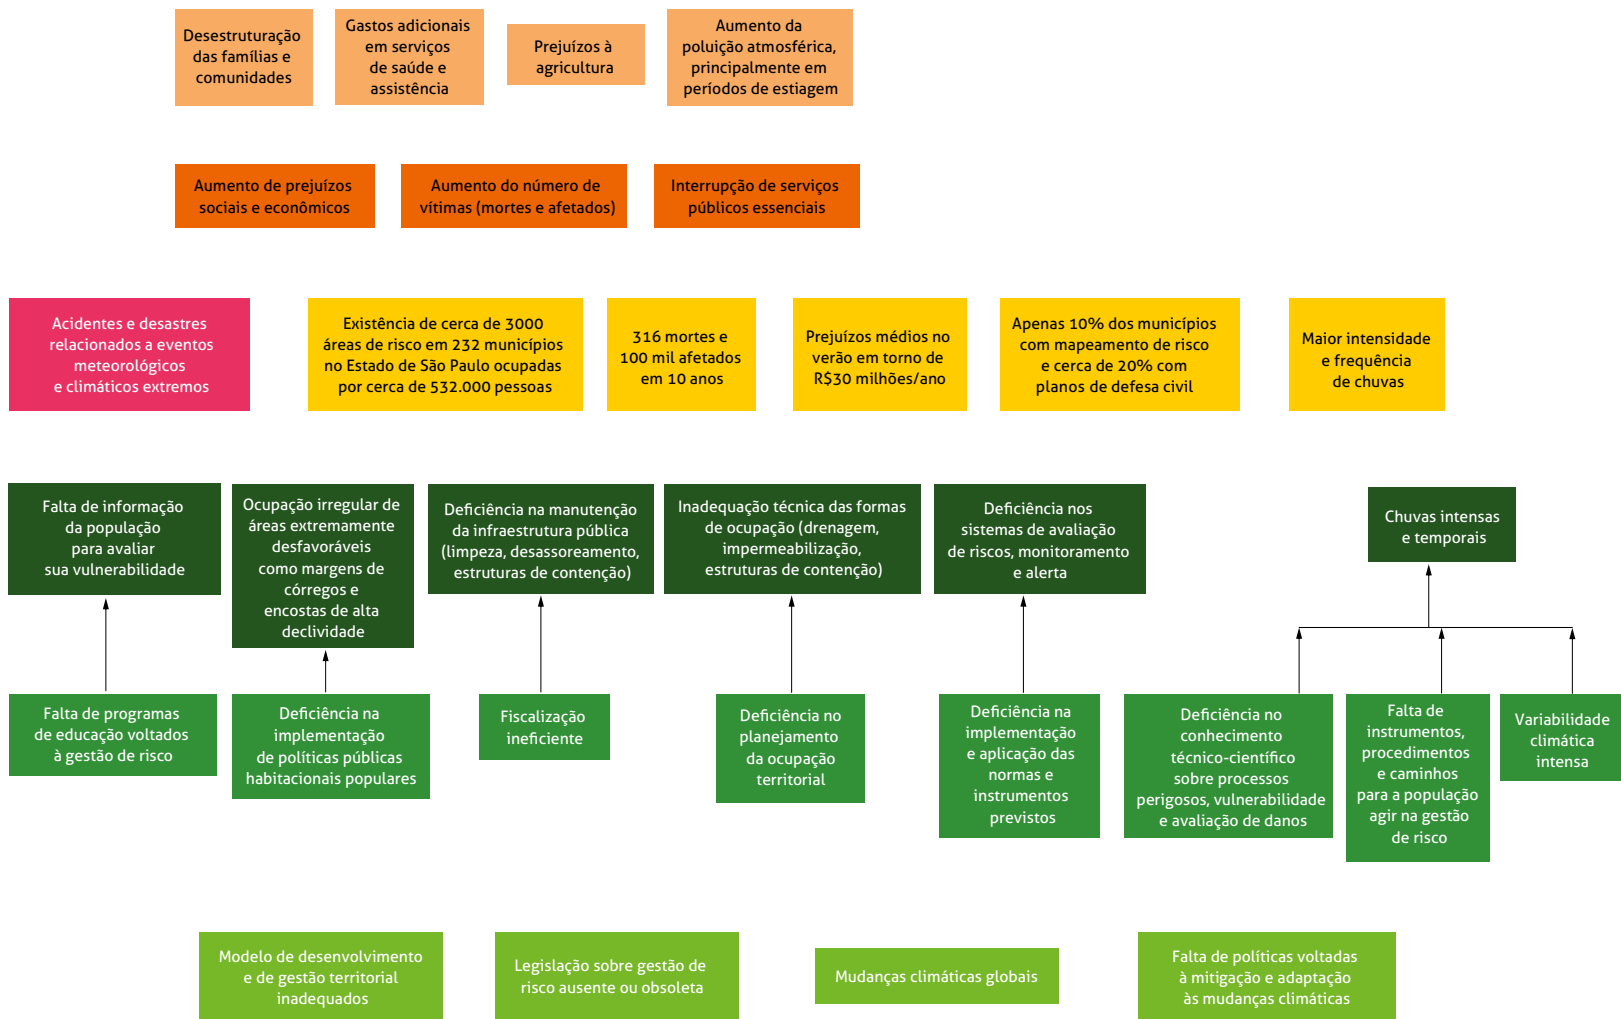 Desestruturação
das famílias e
comunidades
Gastos adicionais
em serviços
de saúde e
assistência
Prejuízos à
agricultura
Aumento da
poluição atmosférica,
principalmente em
períodos de estiagem
Aumento de prejuízos
sociais e econômicos
Aumento do número de
vítimas (mortes e afetados)
Interrupção de serviços
públicos essenciais
Acidentes e desastres
relacionados a eventos
meteorológicos
e climáticos extremos
Existência de cerca de 3000
áreas de risco em 232 municípios
no Estado de São Paulo ocupadas
por cerca de 532.000 pessoas
316 mortes e
100 mil afetados
em 10 anos
Prejuízos médios no
verão em torno de
R$30 milhões/ano
Apenas 10% dos municípios
com mapeamento de risco
e cerca de 20% com
planos de defesa civil
Maior intensidade
e frequência
de chuvas
Falta de informação
da população
para avaliar
sua vulnerabilidade
Ocupação irregular de
áreas extremamente
desfavoráveis
como margens de
córregos e
encostas de alta
declividade
Deficiência na manutenção
da infraestrutura pública
(limpeza, desassoreamento,
estruturas de contenção)
Inadequação técnica das formas
de ocupação (drenagem,
impermeabilização,
estruturas de contenção)
Deficiência nos
sistemas de avaliação
de riscos, monitoramento
e alerta
Chuvas intensas
e temporais
Falta de programas
de educação voltados
à gestão de risco
Deficiência na
implementação
de políticas públicas
habitacionais populares
Fiscalização
ineficiente
Deficiência no
planejamento
da ocupação
territorial
Deficiência na
implementação
e aplicação das
normas e
instrumentos
previstos
Deficiência no
conhecimento
técnico-científico
sobre processos
perigosos, vulnerabilidade
e avaliação de danos
Falta de
instrumentos,
procedimentos
e caminhos
para a população
agir na gestão
de risco
Variabilidade
climática
intensa
Modelo de desenvolvimento
e de gestão territorial
inadequados
Legislação sobre gestão de
risco ausente ou obsoleta
Mudanças climáticas globais
Falta de políticas voltadas
à mitigação e adaptação
às mudanças climáticas